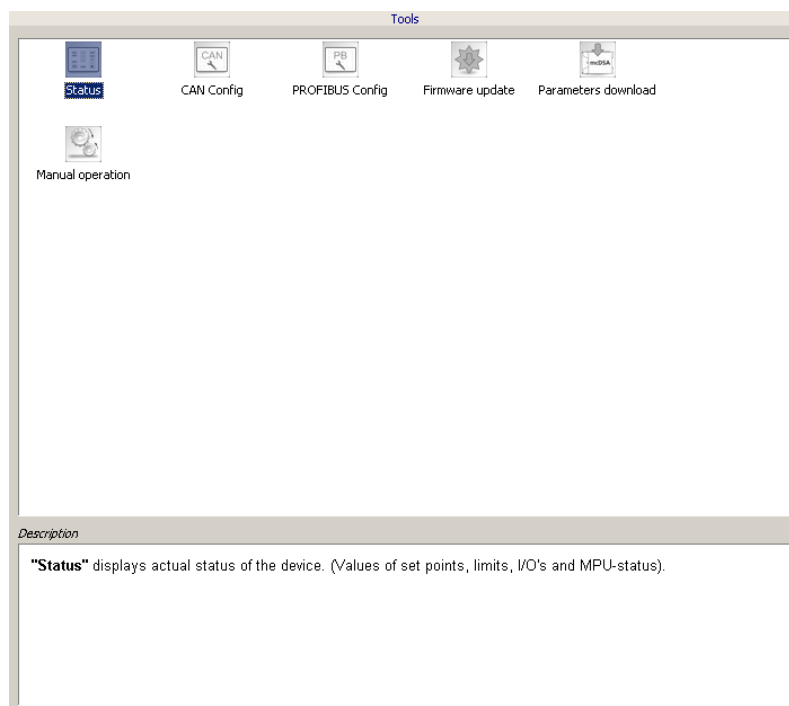 Tools
CAN
PB
mcDSA
Status
CAN Config
PROFIBUS Config
Firmware update
Parameters download
Manual operation
Description
"Status" displays actual status of the device. (Values of set points, limits, I/O's and MPU-status).